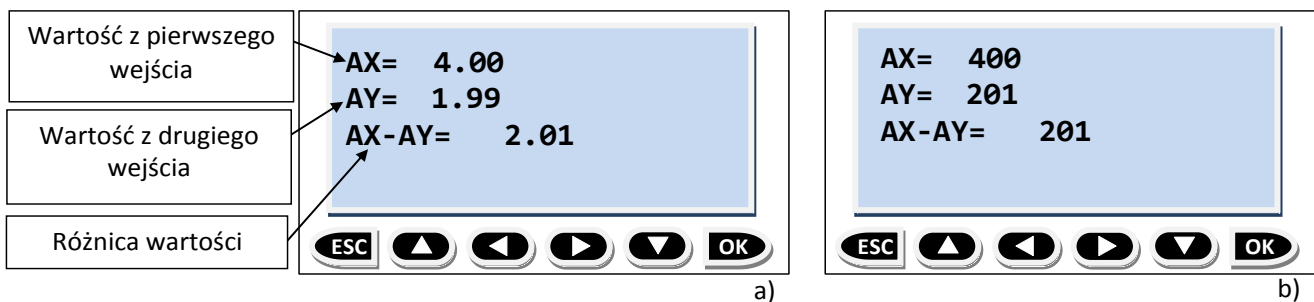 Wartość z pierwszego
wejścia
Wartość z drugiego
wejścia
Różnica wartości
AX= 4.00
AY= 1.99
AX-AY= 2.01
ESC
OK
a)
AX= 400
AY= 201
AX-AY= 201
ESC
OK
b)